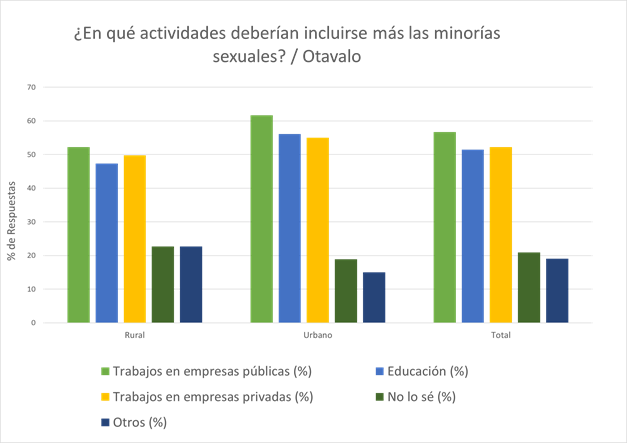 ¿En qué actividades deberían incluirse más las minorías
sexuales? / Otavalo
70
60
50
40
30
20
10
0
% de Respuestas
Rural
Urbano
Total
Trabajos en empresas públicas (%)
Educación (%)
Trabajos en empresas privadas (%)
No lo sé (%)
Otros (%)